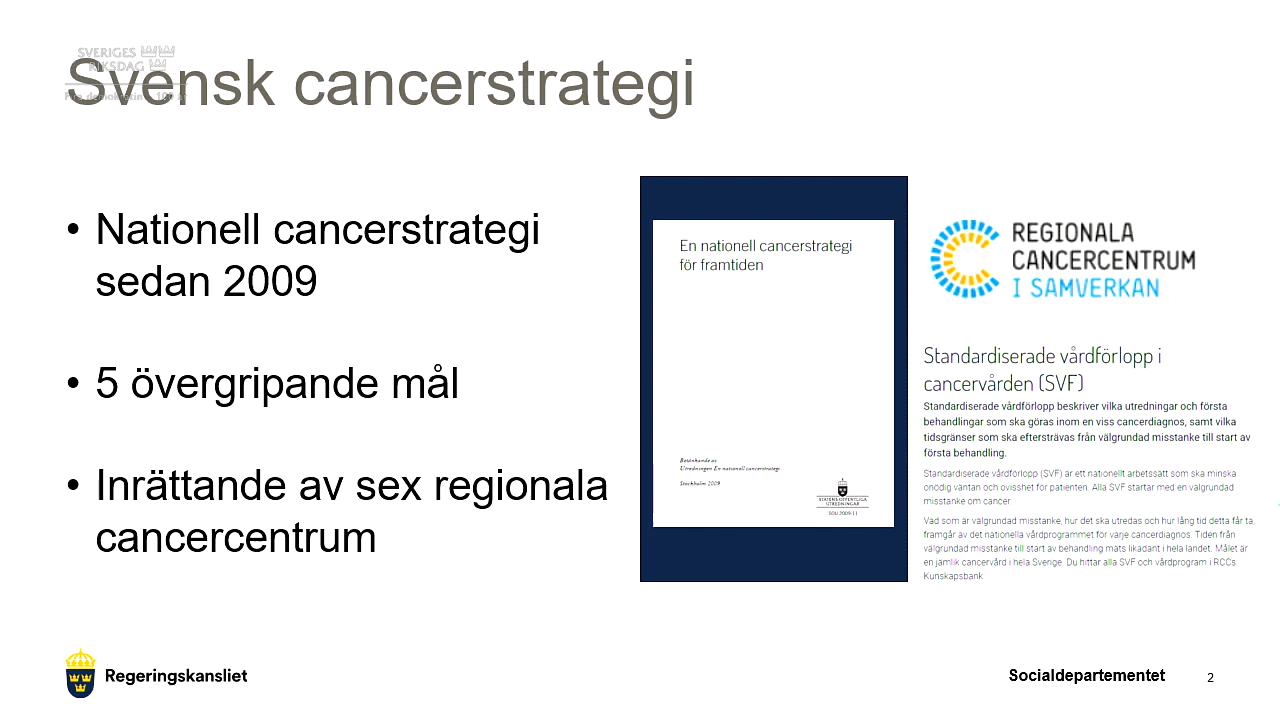 SVERIGES
RIKSDAG
Svensk cancerstrategi
• Nationell cancerstrategi
sedan 2009
• 5 övergripande mål
• Inrättande av sex regionala
cancercentrum
En nationell cancerstrategi
för framtiden
Betänkande av
Utredningen En nationell cancerstrategi
Stockholm 2009
STATENS OFFENTLIGA
UTREDNINGAR
SOU 2009:11
REGIONALA
CANCERCENTRUM
I SAMVERKAN
Standardiserade vårdförlopp i
cancervården (SVF)
Standardiserade vårdförlopp beskriver vilka utredningar och första
behandlingar som ska göras inom en viss cancerdiagnos, samt vilka
tidsgränser som ska eftersträvas från välgrundad misstanke till start av
första behandling.
Standardiserade vårdförlopp (SVF) är ett nationellt arbetssätt som ska minska
onödig väntan och ovisshet för patienten. Alla SVF startar med en välgrundad
misstanke om cancer.
Vad som är välgrundad misstanke, hur det ska utredas och hur lång tid detta får ta,
framgår av det nationella vårdprogrammet för varje cancerdiagnos. Tiden från
välgrundad misstanke till start av behandling mäts likadant i hela landet. Målet är
en jämlik cancervård i hela Sverige. Du hittar alla SVF och vårdprogram i RCCs
Kunskapsbank.
Regeringskansliet
Socialdepartementet
2